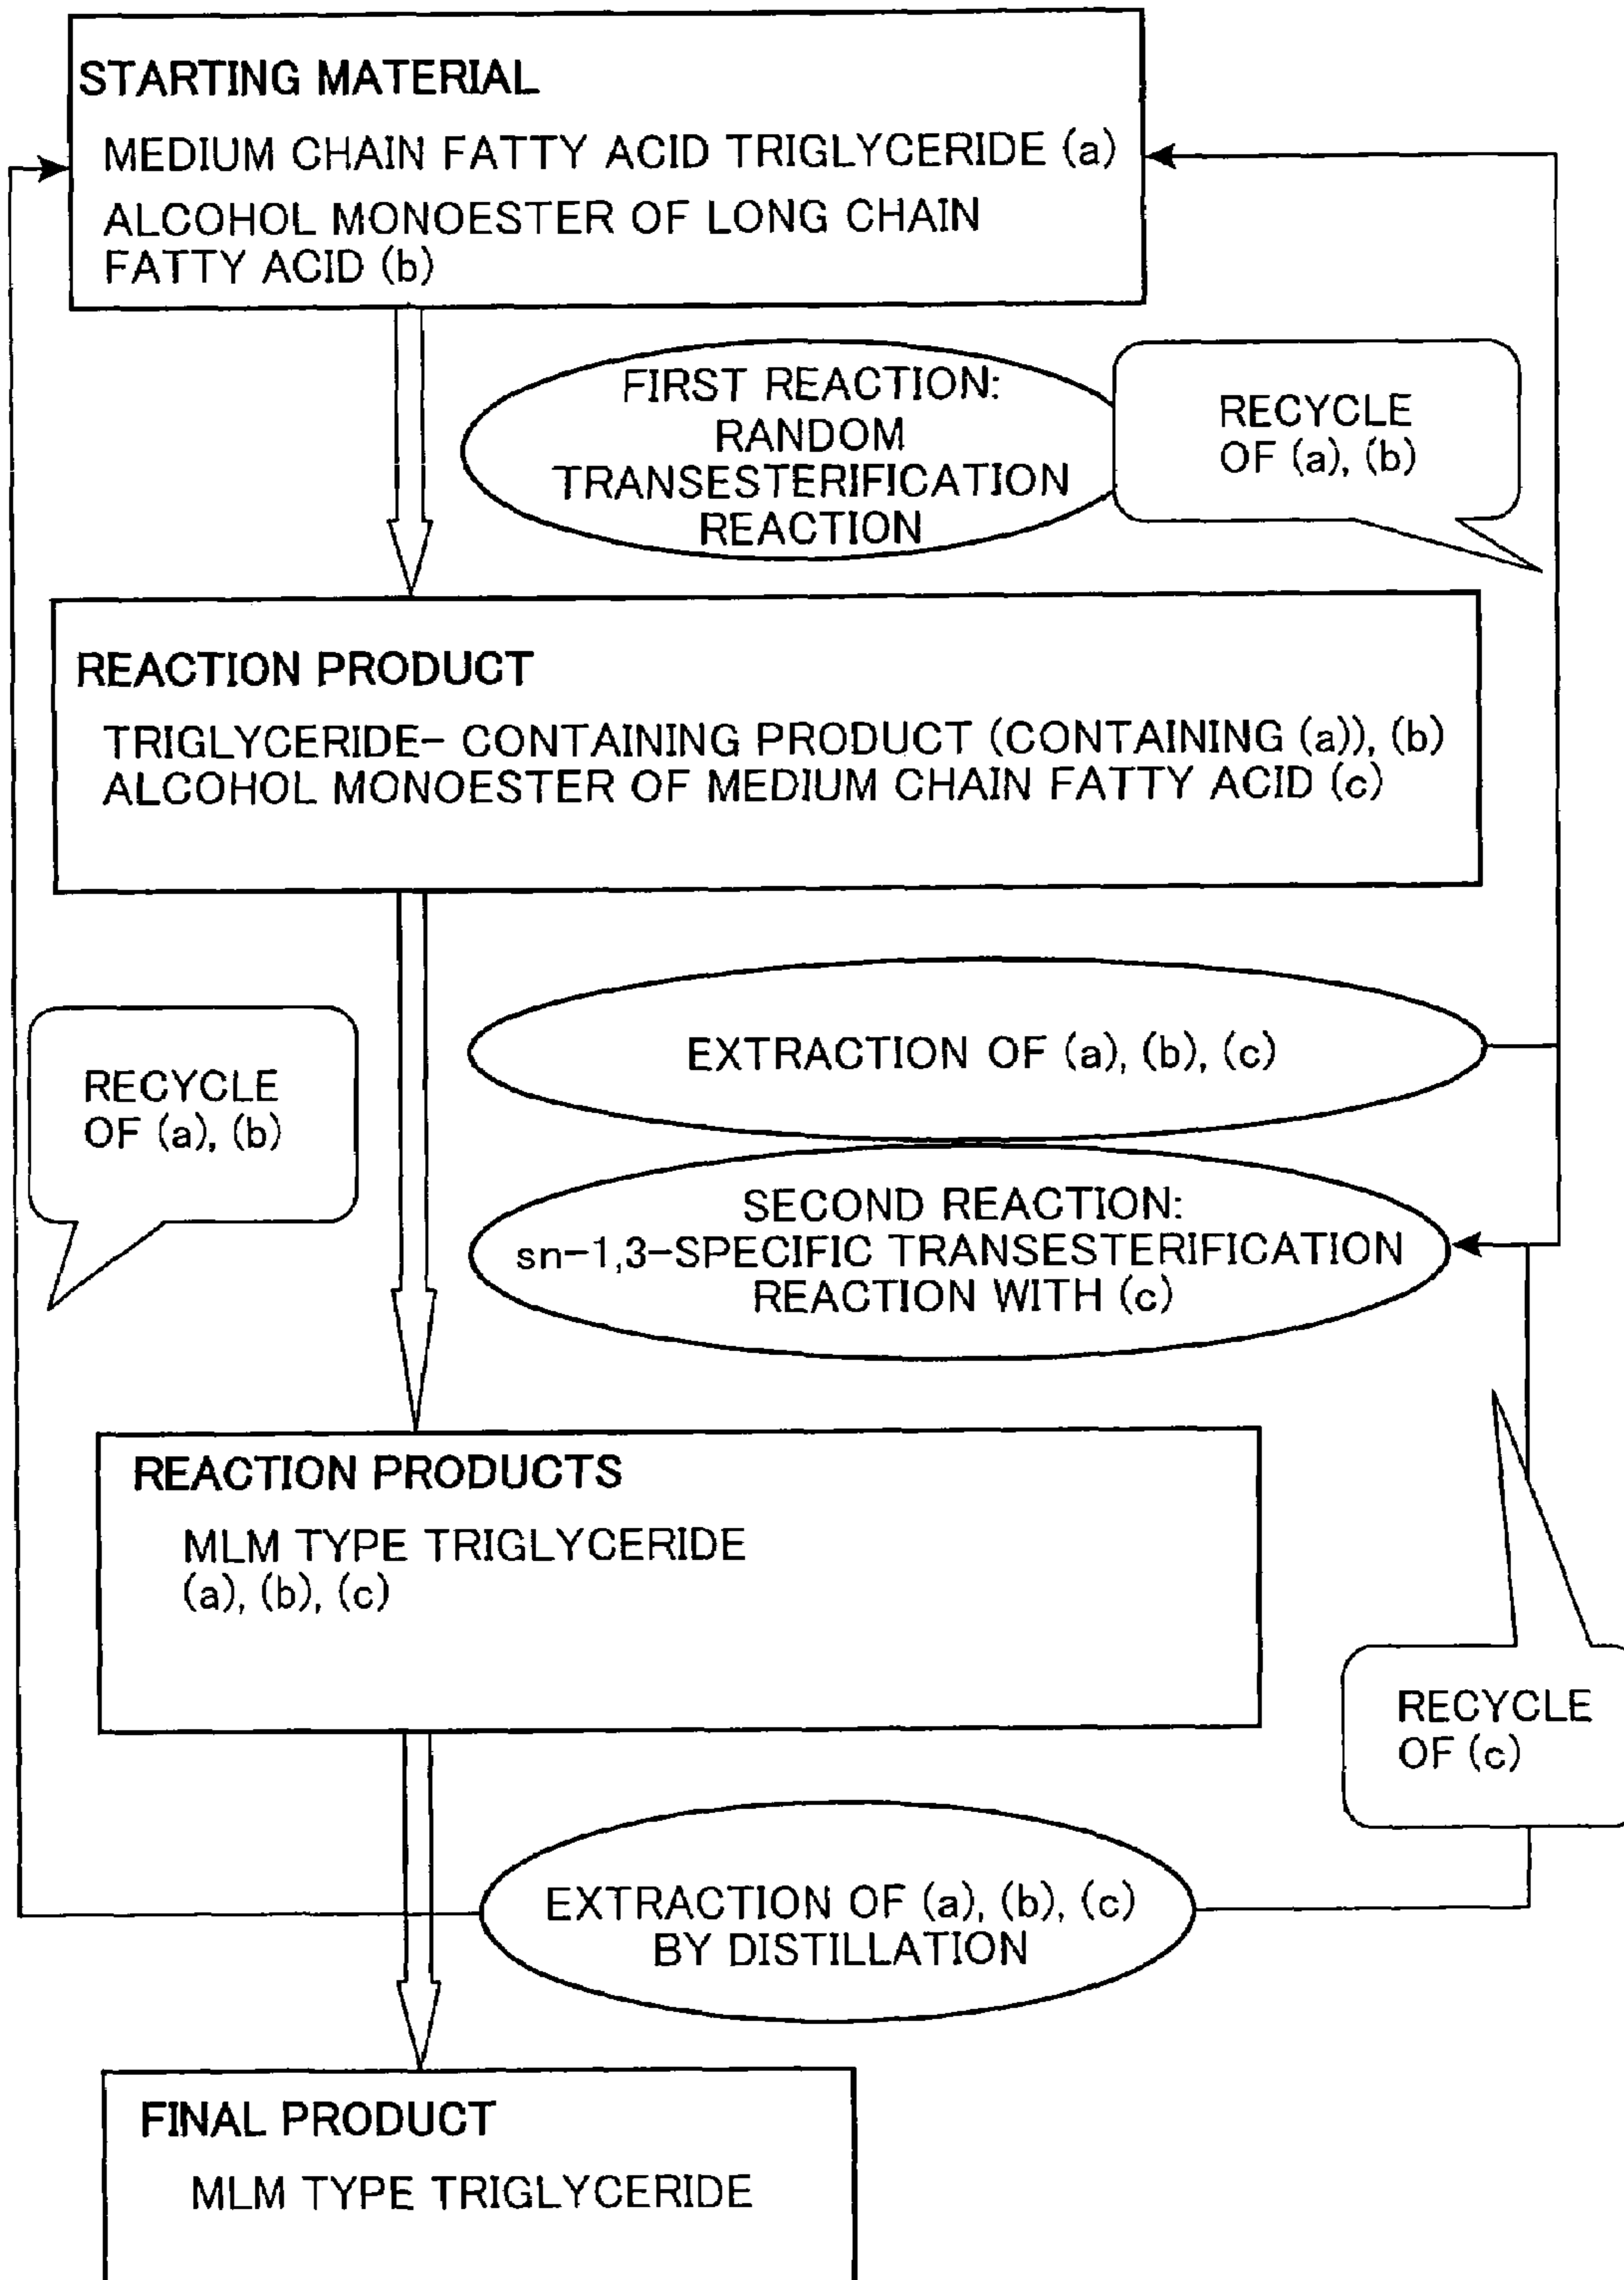 STARTING MATERIAL
MEDIUM CHAIN FATTY ACID TRIGLYCERIDE (a)
ALCOHOL MONOESTER OF LONG CHAIN
FATTY ACID (b)
FIRST REACTION:
RANDOM
TRANSESTERIFICATION
REACTION
RECYCLE
OF (a), (b)
REACTION PRODUCT
TRIGLYCERIDE- CONTAINING PRODUCT (CONTAINING (a)), (b)
ALCOHOL MONOESTER OF MEDIUM CHAIN FATTY ACID (c)
EXTRACTION OF (a), (b), (c)
RECYCLE
OF (a), (b)
SECOND REACTION:
sn-1,3-SPECIFIC TRANSESTERIFICATION
REACTION WITH (c)
REACTION PRODUCTS
MLM TYPE TRIGLYCERIDE
(a), (b), (c)
RECYCLE
OF (c)
EXTRACTION OF (a), (b), (c)
BY DISTILLATION
FINAL PRODUCT
MLM TYPE TRIGLYCERIDE